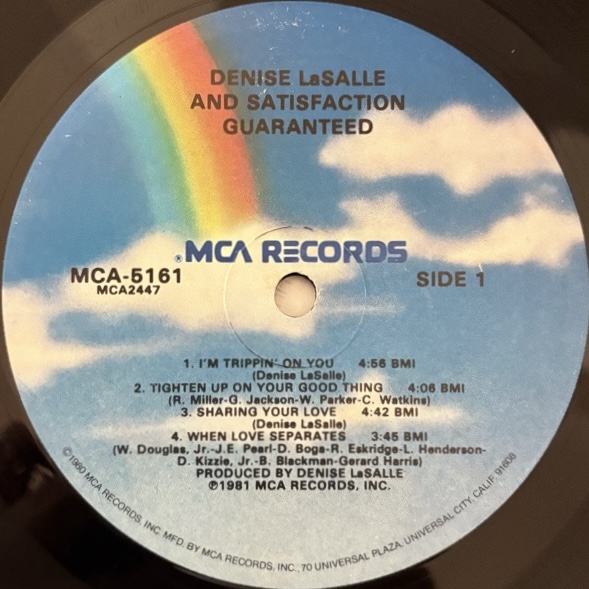 DENISE LaSALLE
AND SATISFACTION
GUARANTEED
®MCA RECORDS
MCA-5161
MCA2447
SIDE 1
1. I'M TRIPPIN' ON YOU 4:56 BMI
(Denise LaSalle)
2. TIGHTEN UP ON YOUR GOOD THING 4:06 BMI
(R. Miller-G. Jackson-W. Parker-C. Watkins)
3. SHARING YOUR LOVE 4:42 BMI
(Denise LaSalle)
4. WHEN LOVE SEPARATES 3:45 BMI
(W. Douglas, Jr.-J.E. Pearl-D. Boga-R. Eskridge-L. Henderson-
D. Kizzie, Jr.-B. Blackman-Gerard Harris)
PRODUCED BY DENISE LaSALLE
℗1981 MCA RECORDS, INC.
©1980 MCA RECORDS, INC. MFD. BY MCA RECORDS, INC., 70 UNIVERSAL PLAZA, UNIVERSAL CITY, CALIF. 91608